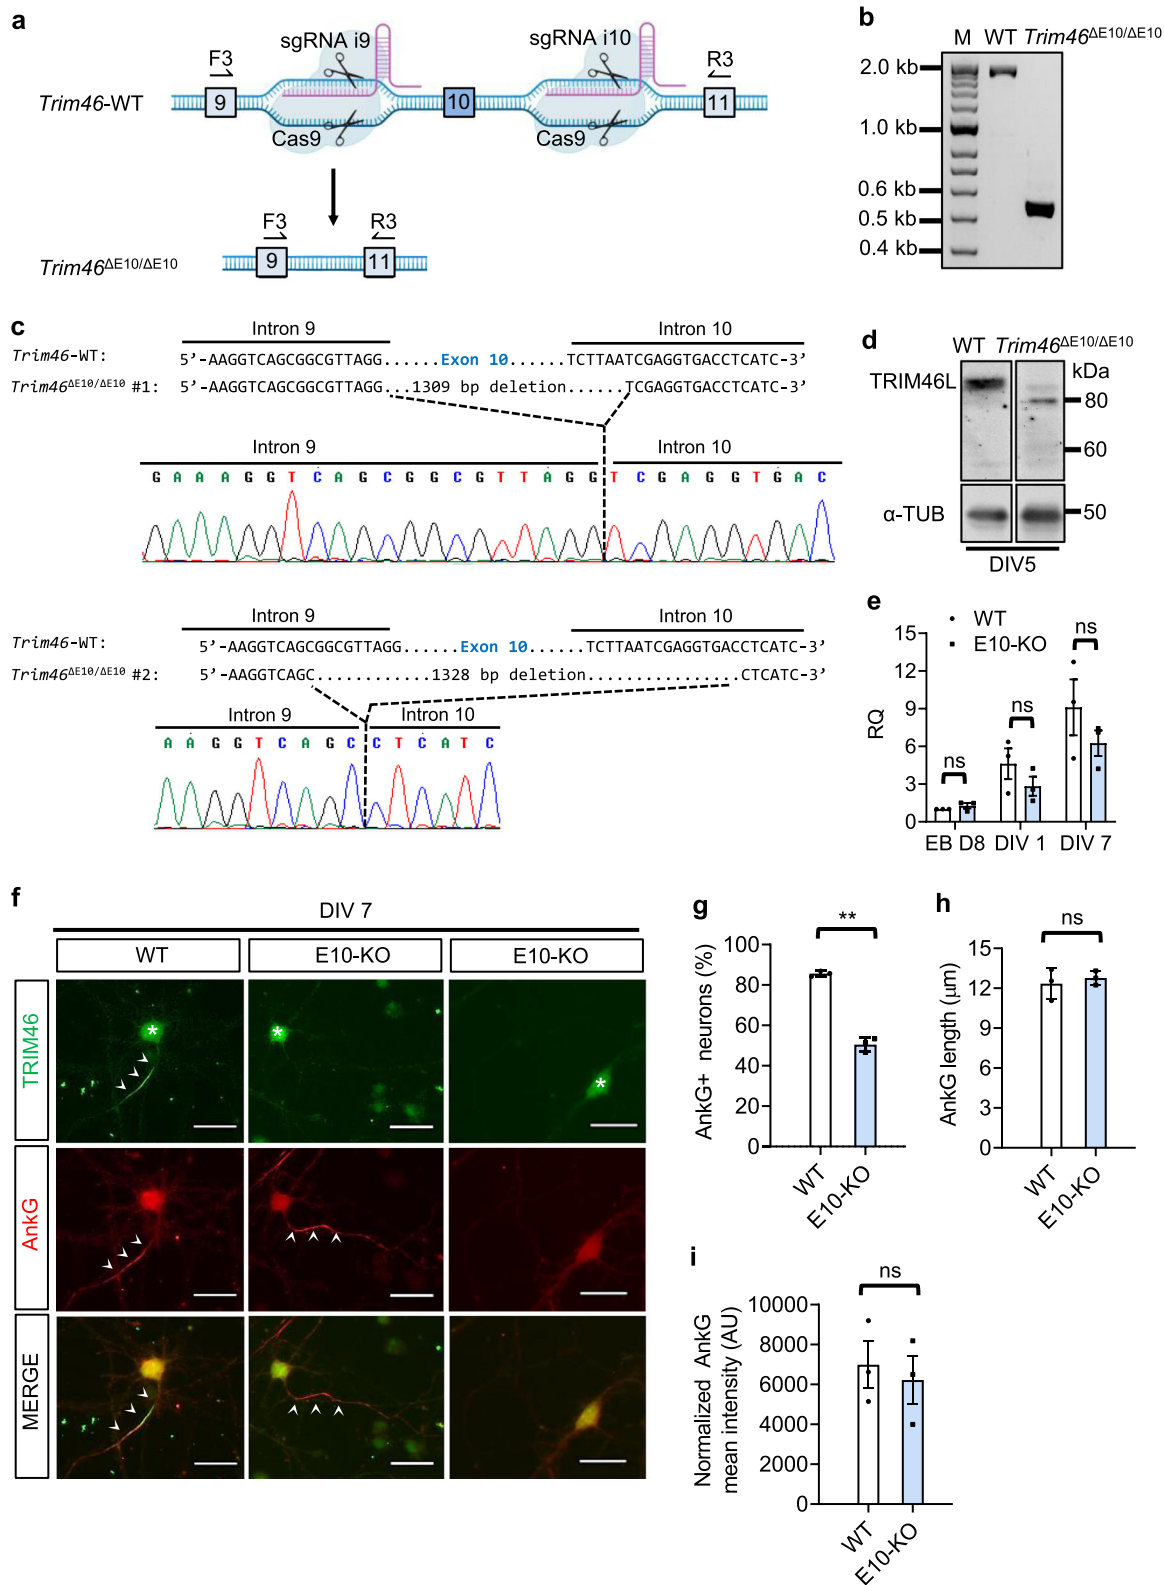 a
sgRNA i9
sgRNA i10
F3
R3
Trim46-WT
9
10
11
Cas9
Cas9
F3
R3
Trim46ΔE10/ΔE10
9
11
b
M WT Trim46ΔE10/ΔE10
2.0 kb
1.0 kb
0.6 kb
0.5 kb
0.4 kb
c
Intron 9 Intron 10
Trim46-WT: 5’-AAGGTCAGCGGCGTTAGG......Exon 10......TCTTAATCGAGGTGACCTCATC-3’
Trim46ΔE10/ΔE10 #1: 5’-AAGGTCAGCGGCGTTAGG...1309 bp deletion......TCGAGGTGACCTCATC-3’
Intron 9 Intron 10
G A A A G G T C A G C G G C G T T A G G T C G A G G T G A C
Intron 9 Intron 10
Trim46-WT: 5’-AAGGTCAGCGGCGTTAGG......Exon 10......TCTTAATCGAGGTGACCTCATC-3’
Trim46ΔE10/ΔE10 #2: 5’-AAGGTCAGC............1328 bp deletion................CTCATC-3’
Intron 9 Intron 10
A A G G T C A G C C T C A T C
d
WT Trim46ΔE10/ΔE10
kDa
TRIM46L
80
60
α-TUB
50
DIV5
e
WT
E10-KO
RQ
15
12
9
6
3
0
ns
ns
ns
EB D8 DIV 1 DIV 7
f
DIV 7
WT E10-KO E10-KO
TRIM46
* * *
AnkG
MERGE
g
**
AnkG+ neurons (%)
100
80
60
40
20
0
WT
E10-KO
h
ns
AnkG length (μm)
15
12
9
6
3
0
WT
E10-KO
i
ns
Normalized AnkG
mean intensity (AU)
10000
8000
6000
4000
2000
0
WT
E10-KO